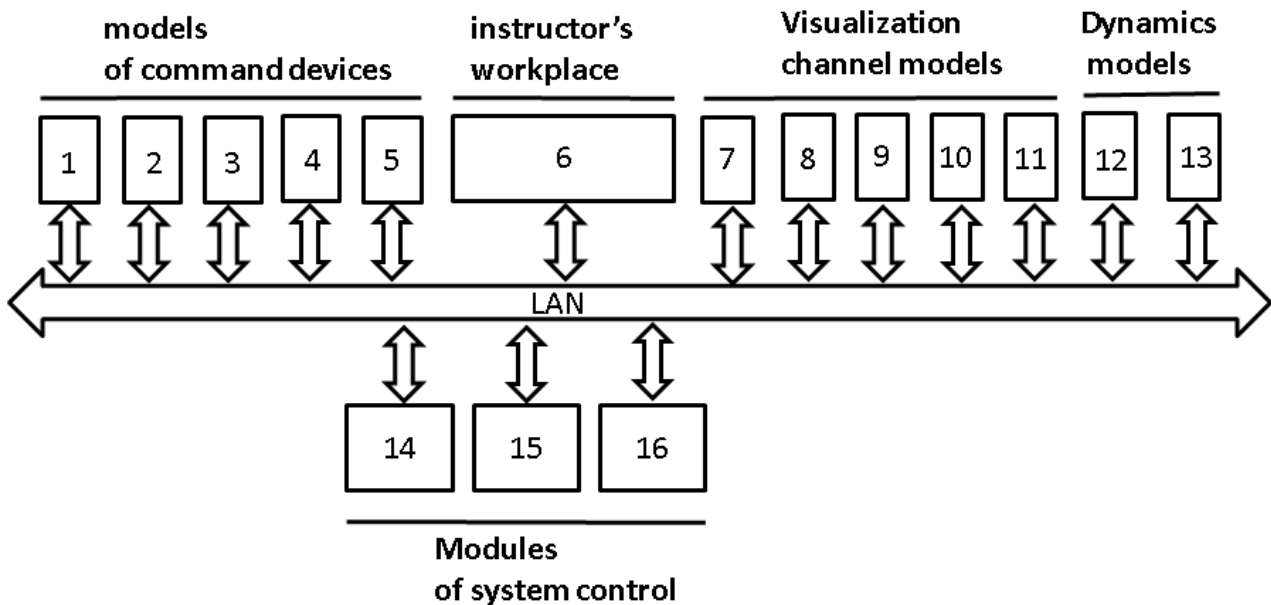 models
of command devices
instructor's
workplace
Visualization
channel models
Dynamics
models
1
2
3
4
5
6
7
8
9
10
11
12
13
LAN
14
15
16
Modules
of system control